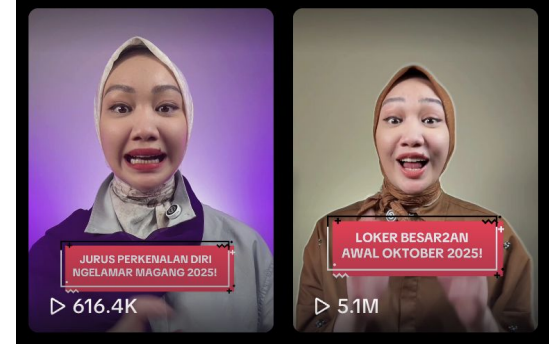 JURUS PERKENALAN DIRI
NGELAMAR MAGANG 2025!
616.4K
LOKER BESAR2AN
AWAL OKTOBER 2025!
5.1M